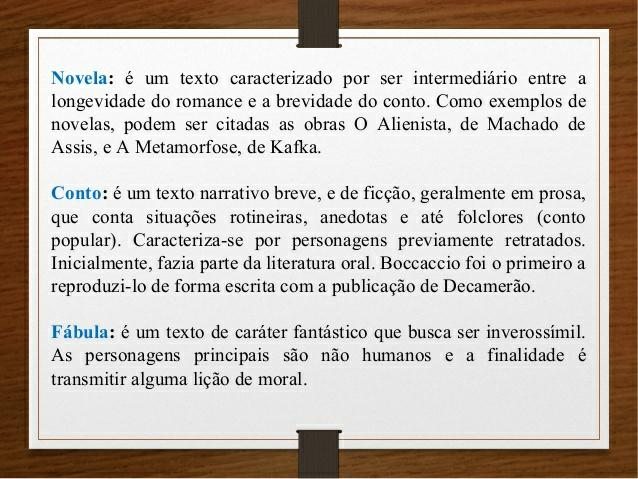 Novela: é um texto caracterizado por ser intermediário entre a
longevidade do romance e a brevidade do conto. Como exemplos de
novelas, podem ser citadas as obras O Alienista, de Machado de
Assis, e A Metamorfose, de Kafka.
Conto: é um texto narrativo breve, e de ficção, geralmente em prosa,
que conta situações rotineiras, anedotas e até folclores (conto
popular). Caracteriza-se por personagens previamente retratados.
Inicialmente, fazia parte da literatura oral. Boccaccio foi o primeiro a
reproduzi-lo de forma escrita com a publicação de Decamerão.
Fábula: é um texto de caráter fantástico que busca ser inverossímil.
As personagens principais são não humanos e a finalidade é
transmitir alguma lição de moral.